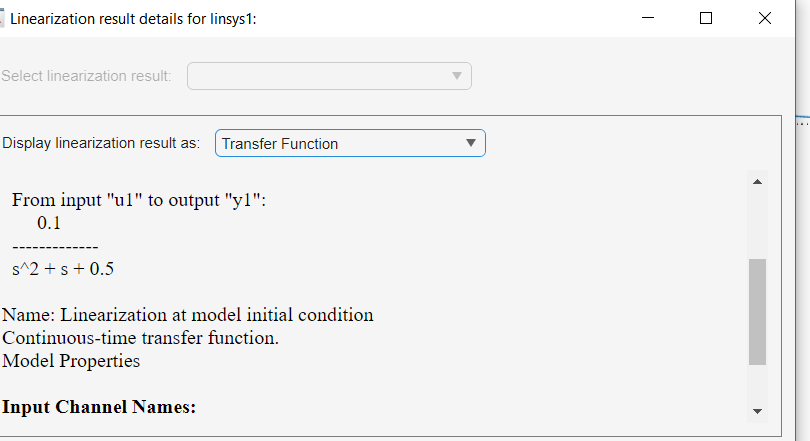 Linearization result details for linsys1:
Select linearization result:
Display linearization result as: Transfer Function
From input "u1" to output "y1":
0.1
-------------
s^2 + s + 0.5
Name: Linearization at model initial condition
Continuous-time transfer function.
Model Properties
Input Channel Names: